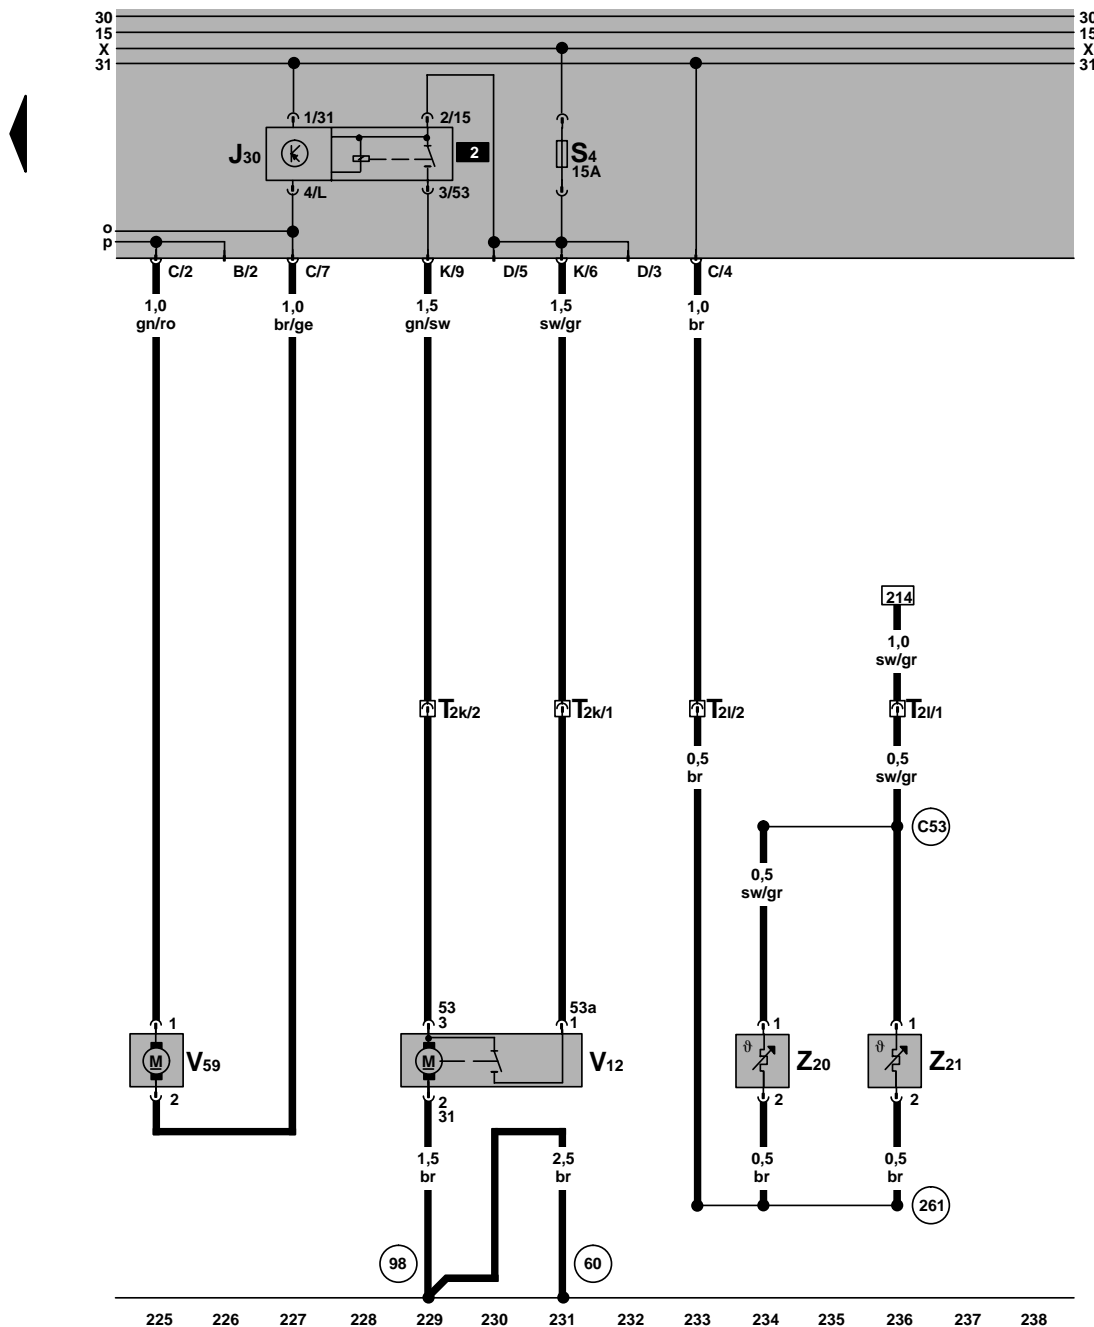 30 30
15 15
X X
31 31
1/31 2/15
J30 2 S4
15A
4/L 3/53
o
p
C/2 B/2 C/7 K/9 D/5 K/6 D/3 C/4
1,0 1,0 1,5 1,5 1,0
gn/ro br/ge gn/sw sw/gr br
214
1,0
sw/gr
T2k/2 T2k/1 T2l/2 T2l/1
0,5 0,5
br sw/gr
C53
0,5
sw/gr
53 53a
1 3 1 1 1
M V59 M V12 ϑ Z20 ϑ Z21
2 2 2 2
31
1,5 2,5 0,5 0,5
br br br br
261
98 60
225 226 227 228 229 230 231 232 233 234 235 236 237 238